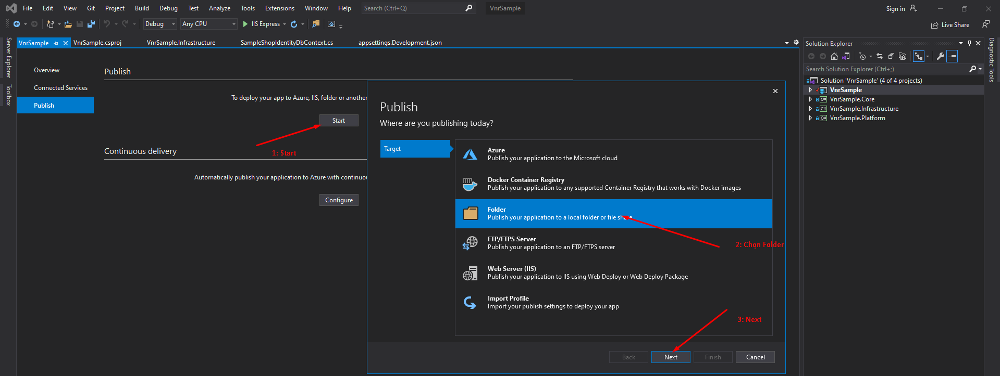 File Edit View Git Project Build Debug Test Analyze Tools Extensions Window Help Search (Ctrl+Q) VnrSample Sign in
Debug Any CPU IIS Express Live Share
VnrSample VnrSample.csproj VnrSample.Infrastructure SampleShopIdentityDbContext.cs appsettings.Development.json
Server Explorer
Toolbox
Overview
Connected Services
Publish
Publish
To deploy your app to Azure, IIS, folder or another
Start
1: Start
Continuous delivery
Automatically publish your application to Azure with
Configure
Publish
Where are you publishing today?
Target
Azure
Publish your application to the Microsoft cloud
Docker Container Registry
Publish your application to any supported Container Registry that works with Docker images
Folder
Publish your application to a local folder or file share
2: Chọn Folder
FTP/FTPS Server
Publish your application to an FTP/FTPS server
Web Server (IIS)
Publish your application to IIS using Web Deploy or Web Deploy Package
Import Profile
Import your publish settings to deploy your app
3: Next
Back Next Finish Cancel
Solution Explorer
Search Solution Explorer (Ctrl+;)
Solution 'VnrSample' (4 of 4 projects)
VnrSample
C# VnrSample.Core
C# VnrSample.Infrastructure
C# VnrSample.Platform
Diagnostic Tools